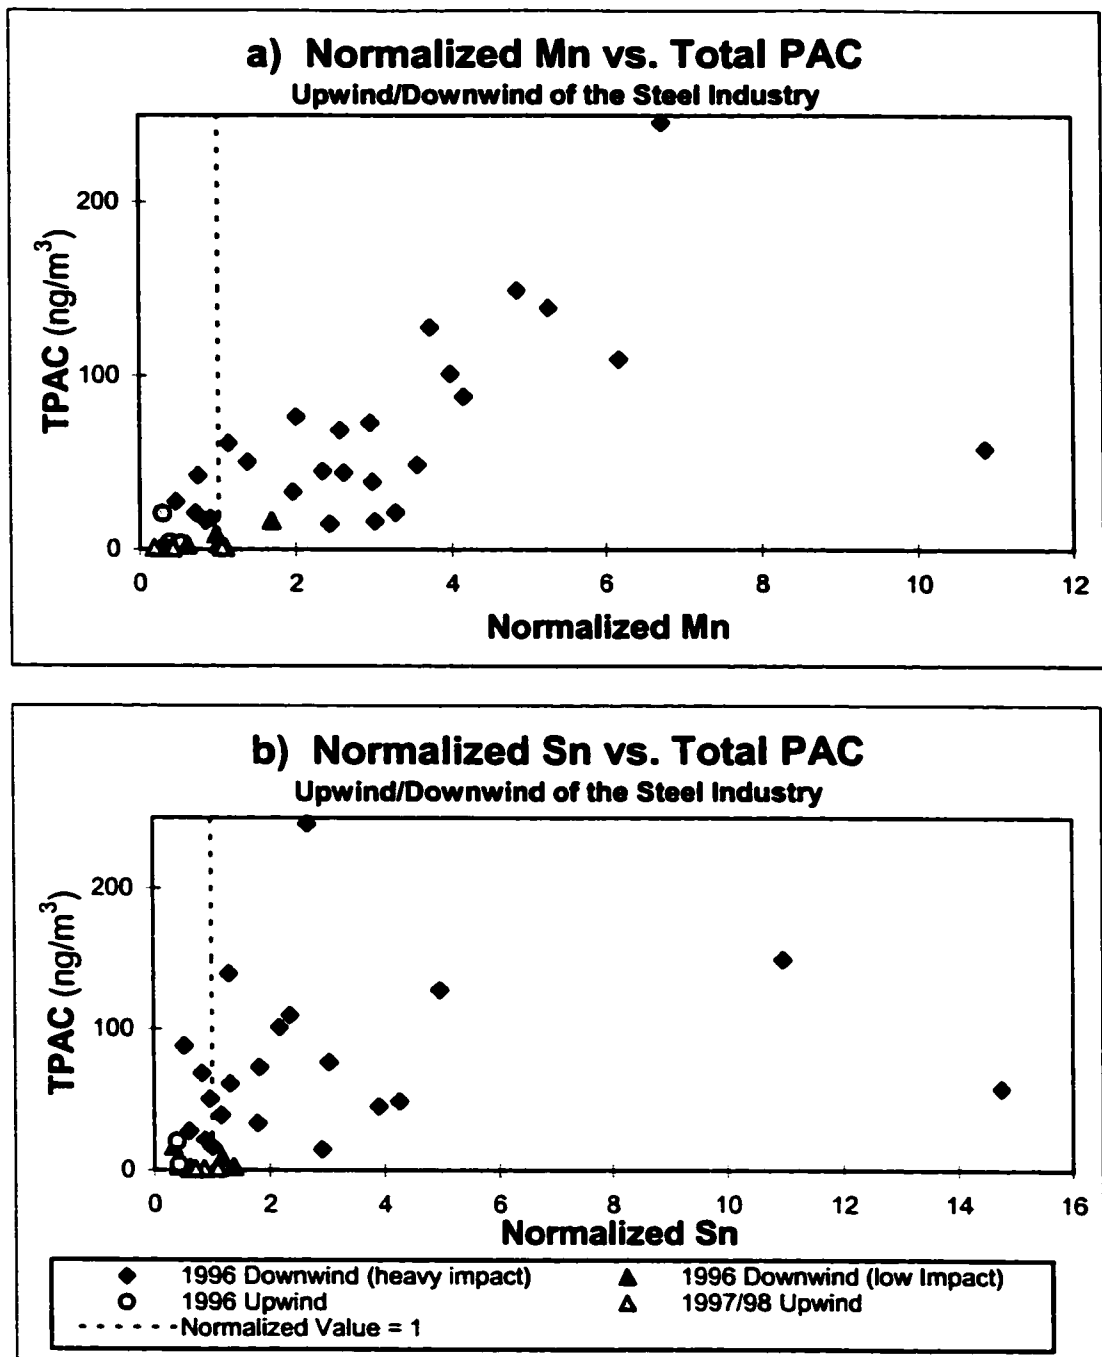 a) Normalized Mn vs. Total PAC
Upwind/Downwind of the Steel Industry
TPAC (ng/m³)
200
100
0
0 2 4 6 8 10 12
Normalized Mn
b) Normalized Sn vs. Total PAC
Upwind/Downwind of the Steel Industry
TPAC (ng/m³)
200
100
0
0 2 4 6 8 10 12 14 16
Normalized Sn
1996 Downwind (heavy impact) 1996 Downwind (low Impact)
1996 Upwind 1997/98 Upwind
Normalized Value = 1